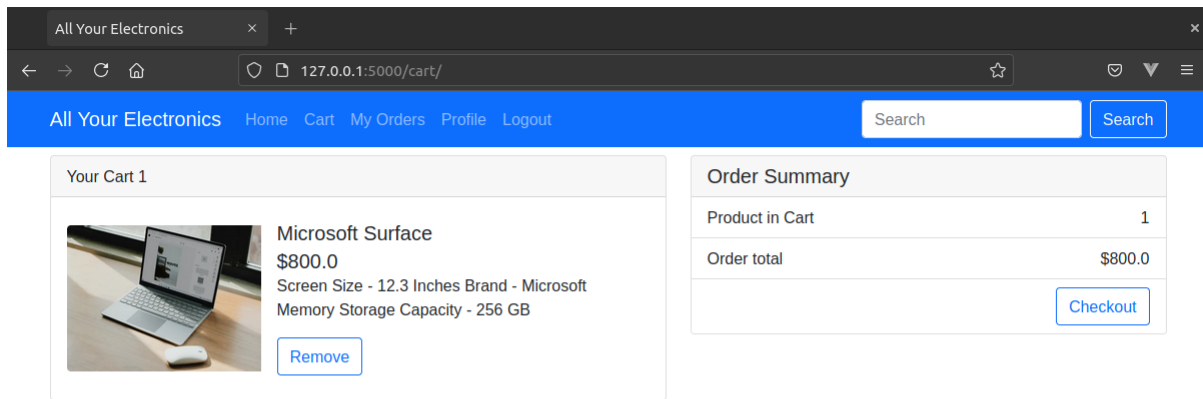 All Your Electronics
127.0.0.1:5000/cart/
All Your Electronics Home Cart My Orders Profile Logout Search Search
Your Cart 1
Microsoft Surface
$800.0
Screen Size - 12.3 Inches Brand - Microsoft
Memory Storage Capacity - 256 GB
Remove
Order Summary
Product in Cart 1
Order total $800.0
Checkout